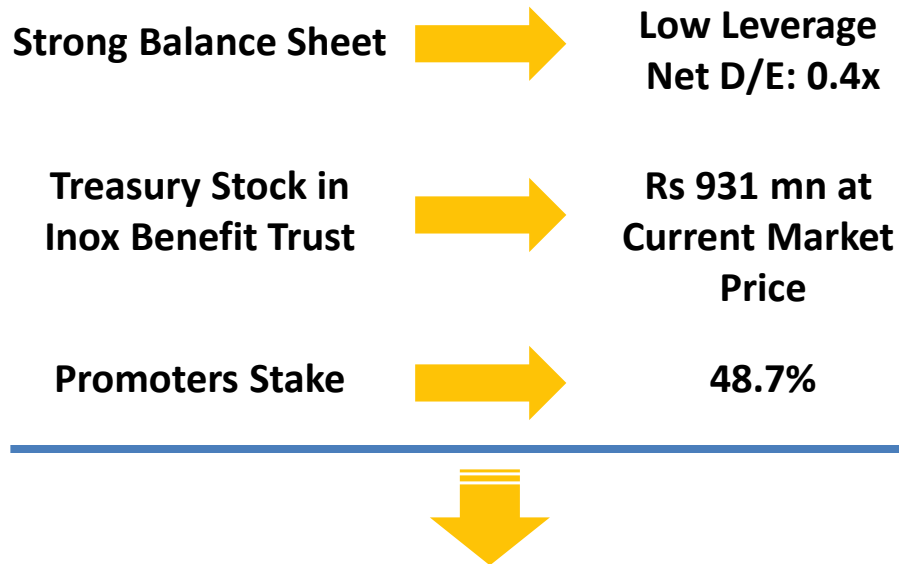 Strong Balance Sheet
Low Leverage
Net D/E: 0.4x
Treasury Stock in
Inox Benefit Trust
Rs 931 mn at
Current Market
Price
Promoters Stake
48.7%